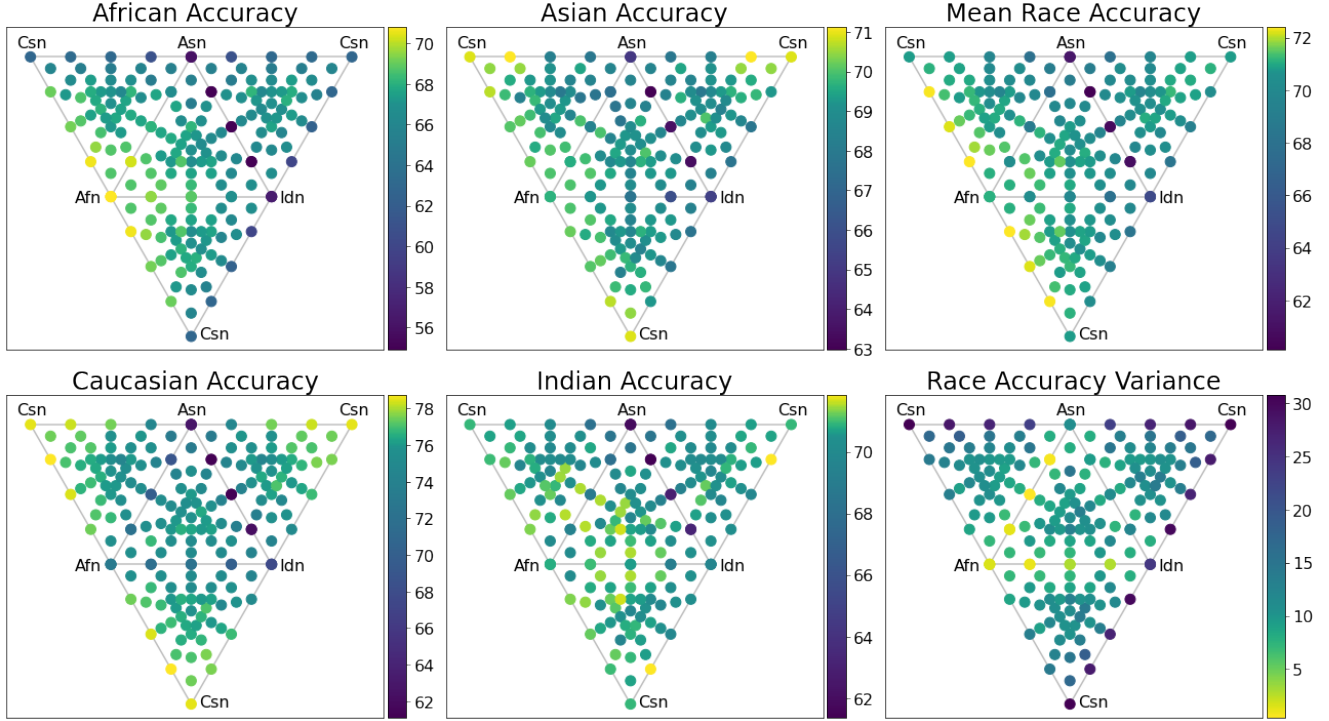 African Accuracy
Csn Asn Csn
Afn Idn
Csn
70
68
66
64
62
60
58
56
Asian Accuracy
Csn Asn Csn
Afn Idn
Csn
71
70
69
68
67
66
65
64
63
Mean Race Accuracy
Csn Asn Csn
Afn Idn
Csn
72
70
68
66
64
62
Caucasian Accuracy
Csn Asn Csn
Afn Idn
Csn
78
76
74
72
70
68
66
64
62
Indian Accuracy
Csn Asn Csn
Afn Idn
Csn
70
68
66
64
62
Race Accuracy Variance
Csn Asn Csn
Afn Idn
Csn
30
25
20
15
10
5